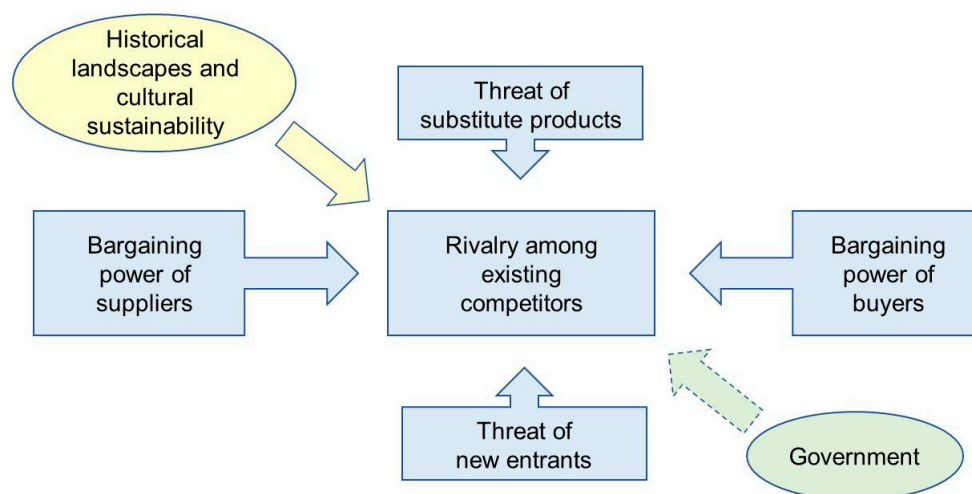 Historical
landscapes and
cultural
sustainability
Threat of
substitute products
Bargaining
power of
suppliers
Rivalry among
existing
competitors
Bargaining
power of
buyers
Threat of
new entrants
Government